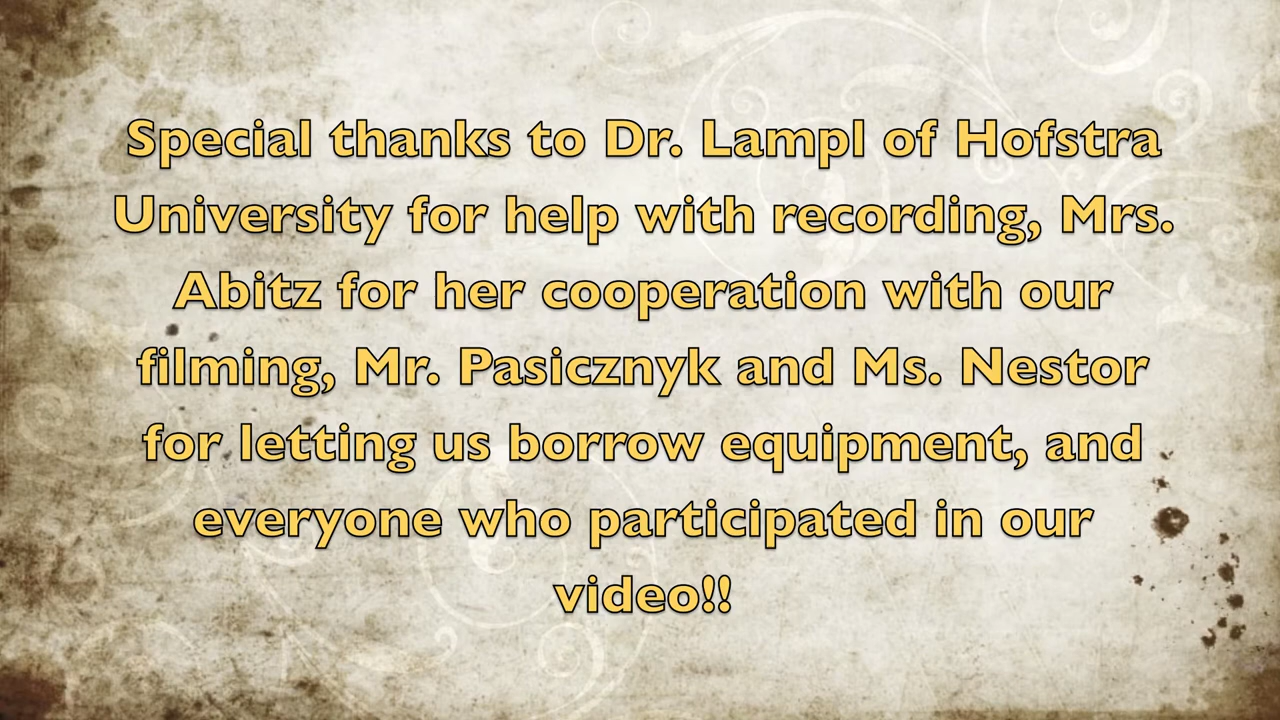 Special thanks to Dr. Lampl of Hofstra
University for help with recording, Mrs.
Abitz for her cooperation with our
filming, Mr. Pasicznyk and Ms. Nestor
for letting us borrow equipment, and
everyone who participated in our
video!!